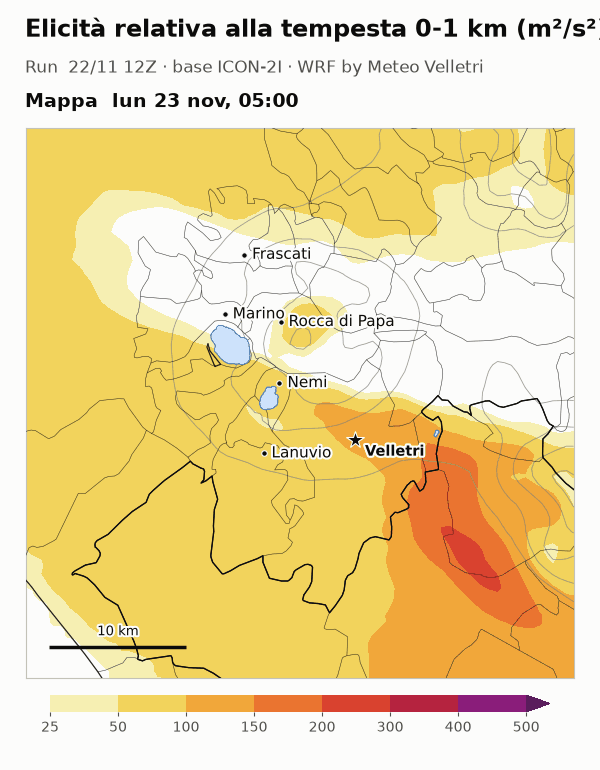 Elicità relativa alla tempesta 0-1 km (m²/s²)
Run 22/11 12Z · base ICON-2I · WRF by Meteo Velletri
Mappa lun 23 nov, 05:00
Frascati
Marino
Rocca di Papa
Nemi
Velletri
Lanuvio
10 km
25 50 100 150 200 300 400 500